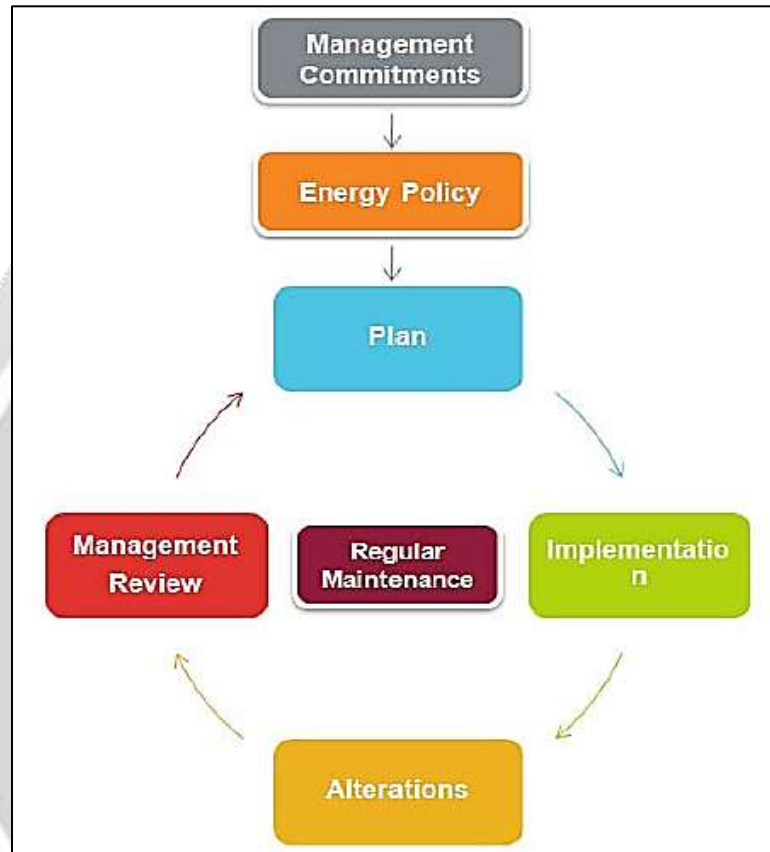 Management
Commitments
Energy Policy
Plan
Management
Review
Regular
Maintenance
Implementatio
n
Alterations